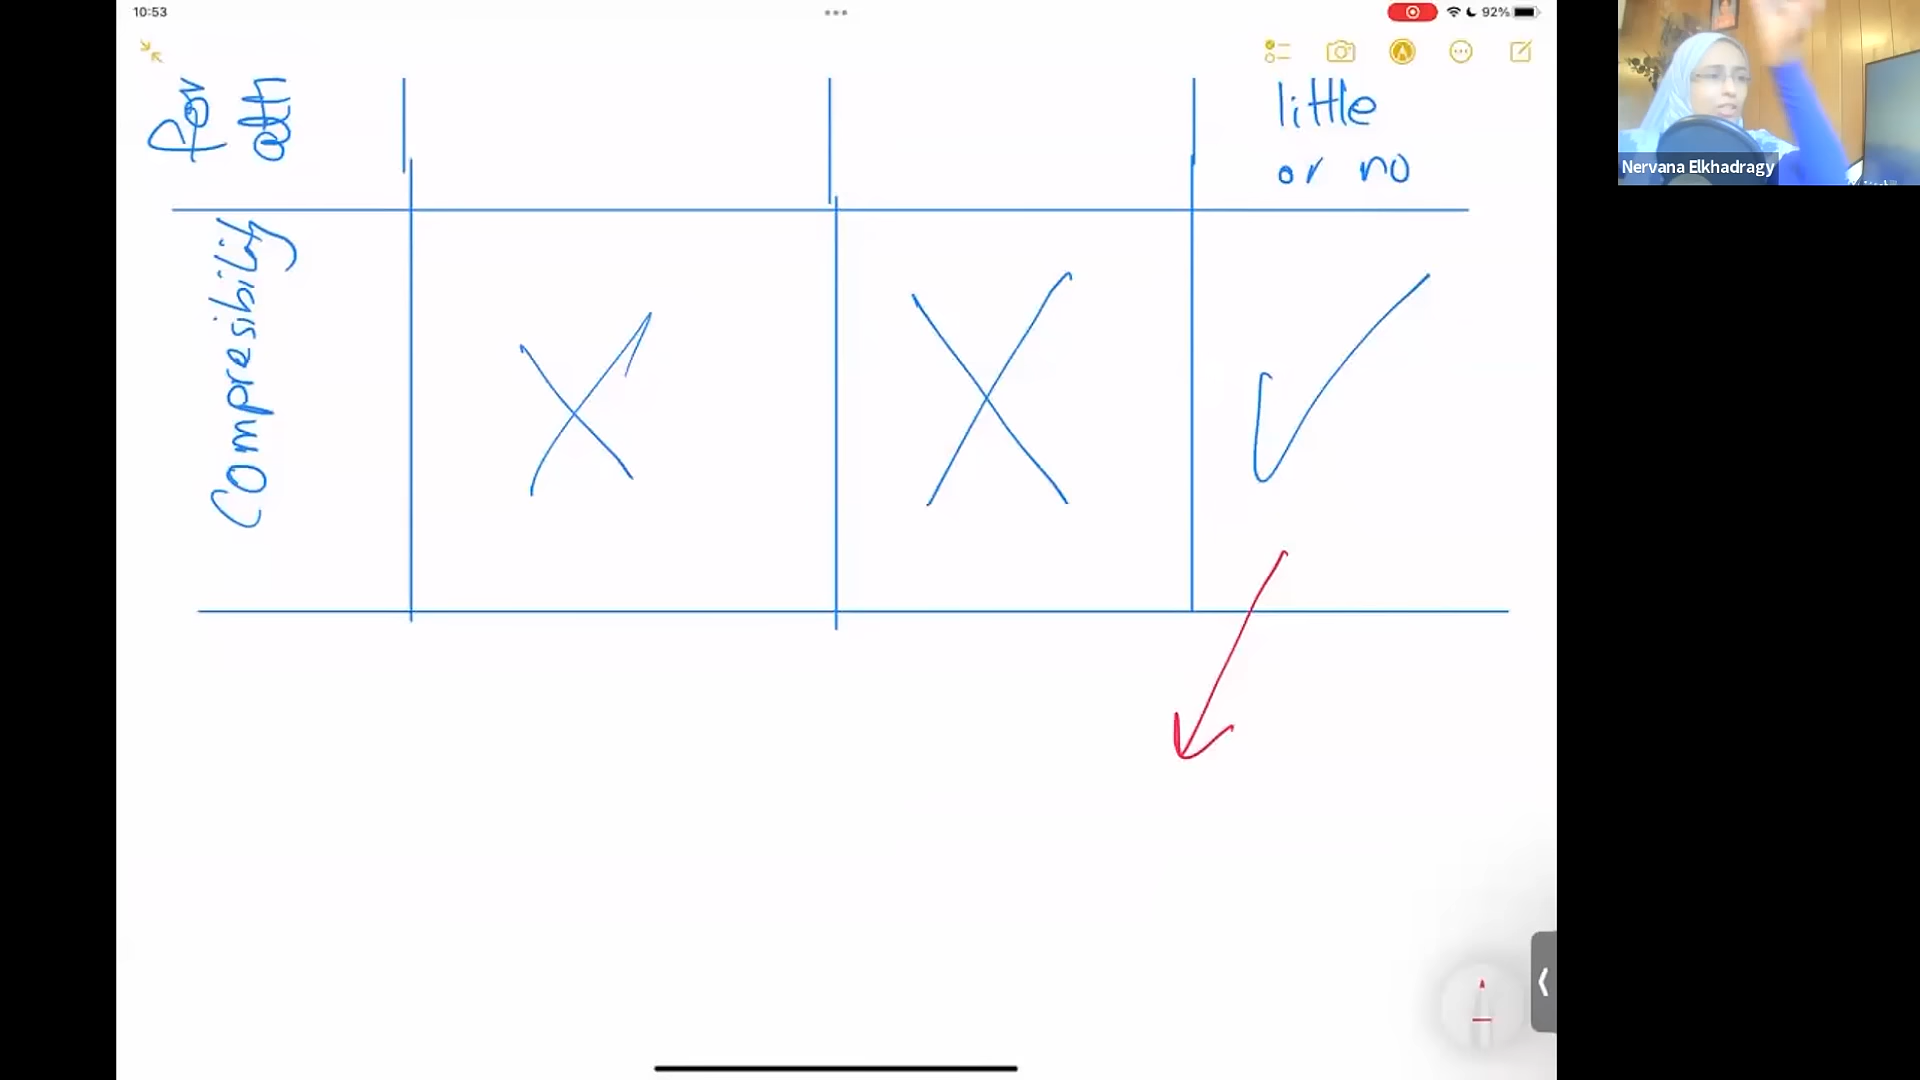 10:53
92%
little
or no
Compresibility
Nervana Elkhadragy